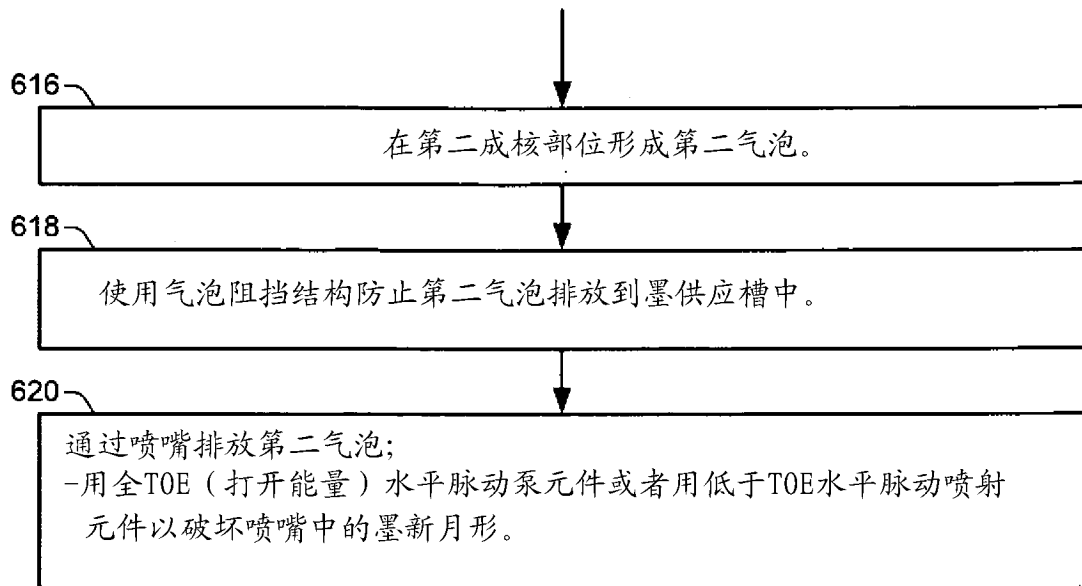 616
在第二成核部位形成第二气泡。
618
使用气泡阻挡结构防止第二气泡排放到墨供应槽中。
620
通过喷嘴排放第二气泡;
-用全TOE（打开能量）水平脉动泵元件或者用低于TOE水平脉动喷射
元件以破坏喷嘴中的墨新月形。